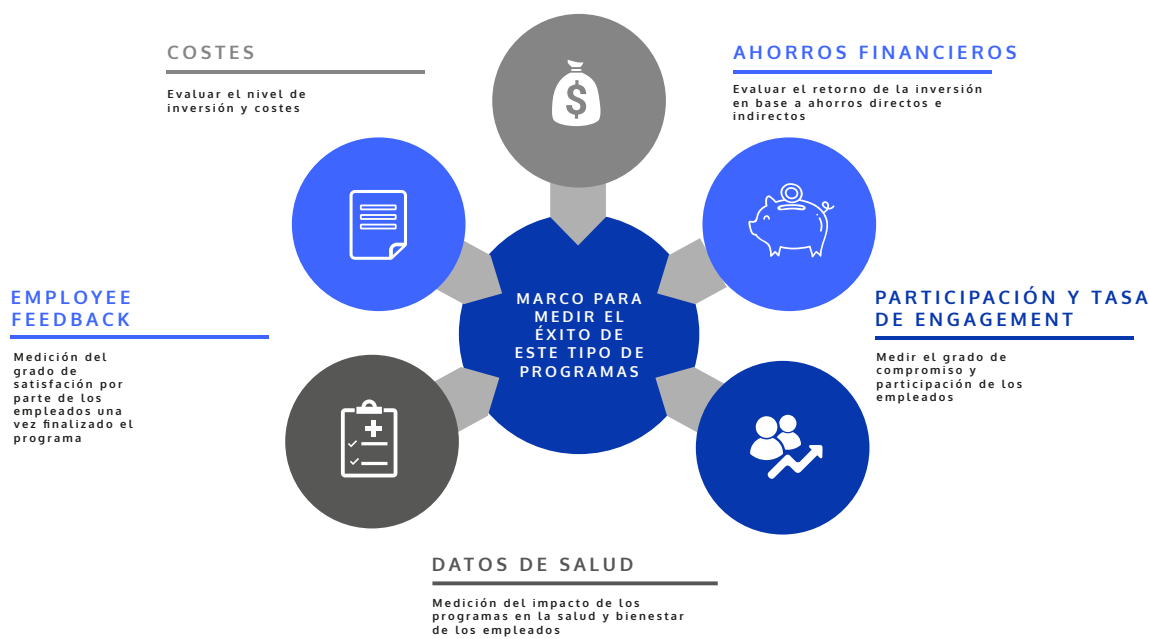 COSTES
Evaluar el nivel de
inversión y costes
AHORROS FINANCIEROS
Evaluar el retorno de la inversión
en base a ahorros directos e
indirectos
$
EMPLOYEE
FEEDBACK
Medición del
grado de
satisfacción por
parte de los
empleados una
vez finalizado el
programa
MARCO PARA
MEDIR EL
ÉXITO DE
ESTE TIPO DE
PROGRAMAS
PARTICIPACIÓN Y TASA
DE ENGAGEMENT
Medir el grado de
compromiso y
participación de los
empleados
DATOS DE SALUD
Medición del impacto de los
programas en la salud y bienestar
de los empleados